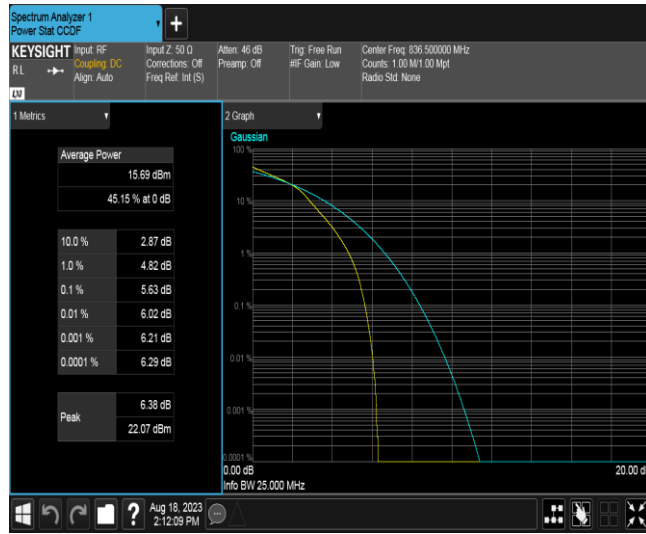 Spectrum Analyzer 1
Power Stat CCDF
+
KEYSIGHT
RL
LXI
Input: RF
Coupling: DC
Align: Auto
Input Z: 50 Ω
Corrections: Off
Freq Ref: Int (S)
Atten: 46 dB
Preamp: Off
Trig: Free Run
#IF Gain: Low
Center Freq: 836.500000 MHz
Counts: 1.00 M/1.00 Mpt
Radio Std: None
1 Metrics
Average Power
15.69 dBm
45.15 % at 0 dB
10.0 % 2.87 dB
1.0 % 4.82 dB
0.1 % 5.63 dB
0.01 % 6.02 dB
0.001 % 6.21 dB
0.0001 % 6.29 dB
Peak
6.38 dB
22.07 dBm
2 Graph
Gaussian
100 %
10 %
1 %
0.1 %
0.01 %
0.001 %
0.0001 %
0.00 dB
20.00 d
Info BW 25.000 MHz
?
Aug 18, 2023
2:12:09 PM